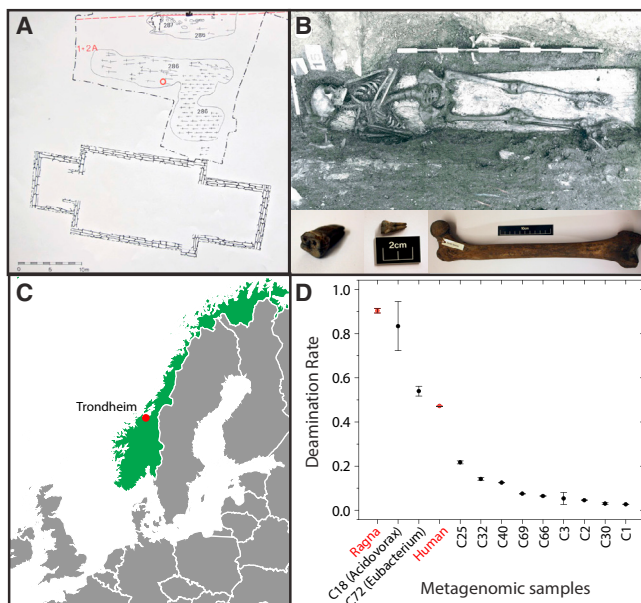 A
1-2A
287
288
286
286
0 5 10m
B
2cm
C
Trondheim
D
Deamination Rate
1.0
0.8
0.6
0.4
0.2
0.0
Ragna
C18 (Acidovorax)
C72 (Eubacterium)
Human
C25
C32
C40
C69
C66
C3
C2
C30
C1
Metagenomic samples